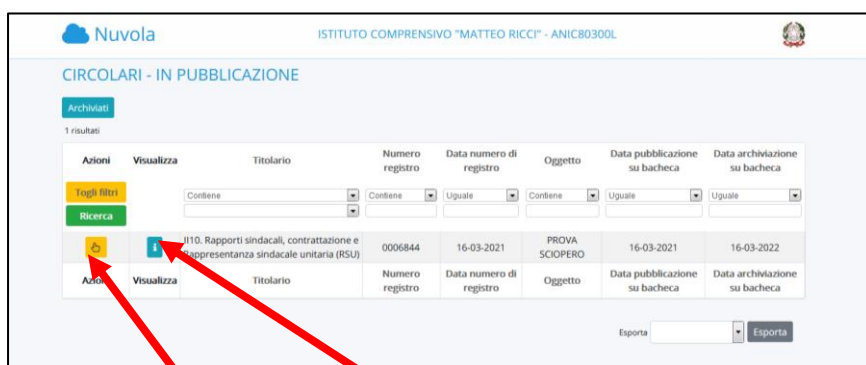 Nuvola
ISTITUTO COMPRENSIVO "MATTEO RICCI" - ANIC80300L
CIRCOLARI - IN PUBBLICAZIONE
Archiviati
1 risultati
Azioni Visualizza Titolario Numero registro Data numero di registro Oggetto Data pubblicazione su bacheca Data archiviazione su bacheca
Togli filtri Contiene Contiene Uguale Contiene Uguale Uguale
Ricerca
II10. Rapporti sindacali, contrattazione e 0006844 16-03-2021 PROVA SCIOPERO 16-03-2021 16-03-2022
Rappresentanza sindacale unitaria (RSU)
Azioni Visualizza Titolario Numero registro Data numero di registro Oggetto Data pubblicazione su bacheca Data archiviazione su bacheca
Esporta Esporta